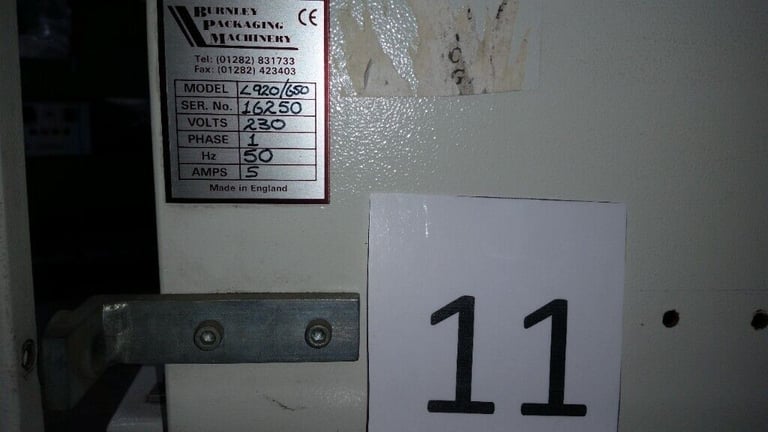 BURNLEY
PACKAGING
MACHINERY
CE
Tel: (01282) 831733
Fax: (01282) 423403
MODEL L920/650
SER. No. 16250
VOLTS 230
PHASE 1
Hz 50
AMPS 5
Made in England
11